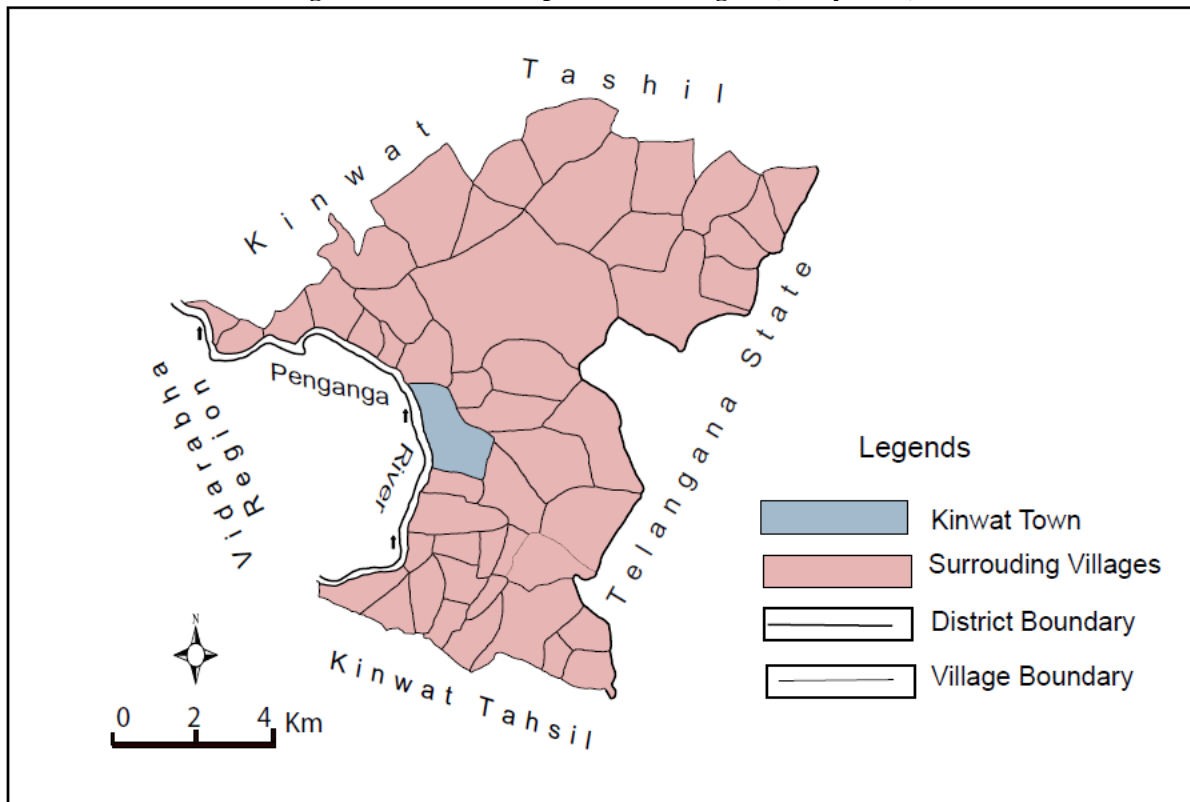 Kinwat Tashil
Vidarabha
Region
Penganga
River
Telangana State
Kinwat Tahsil
N
0 2 4 Km
Legends
Kinwat Town
Surrouding Villages
District Boundary
Village Boundary